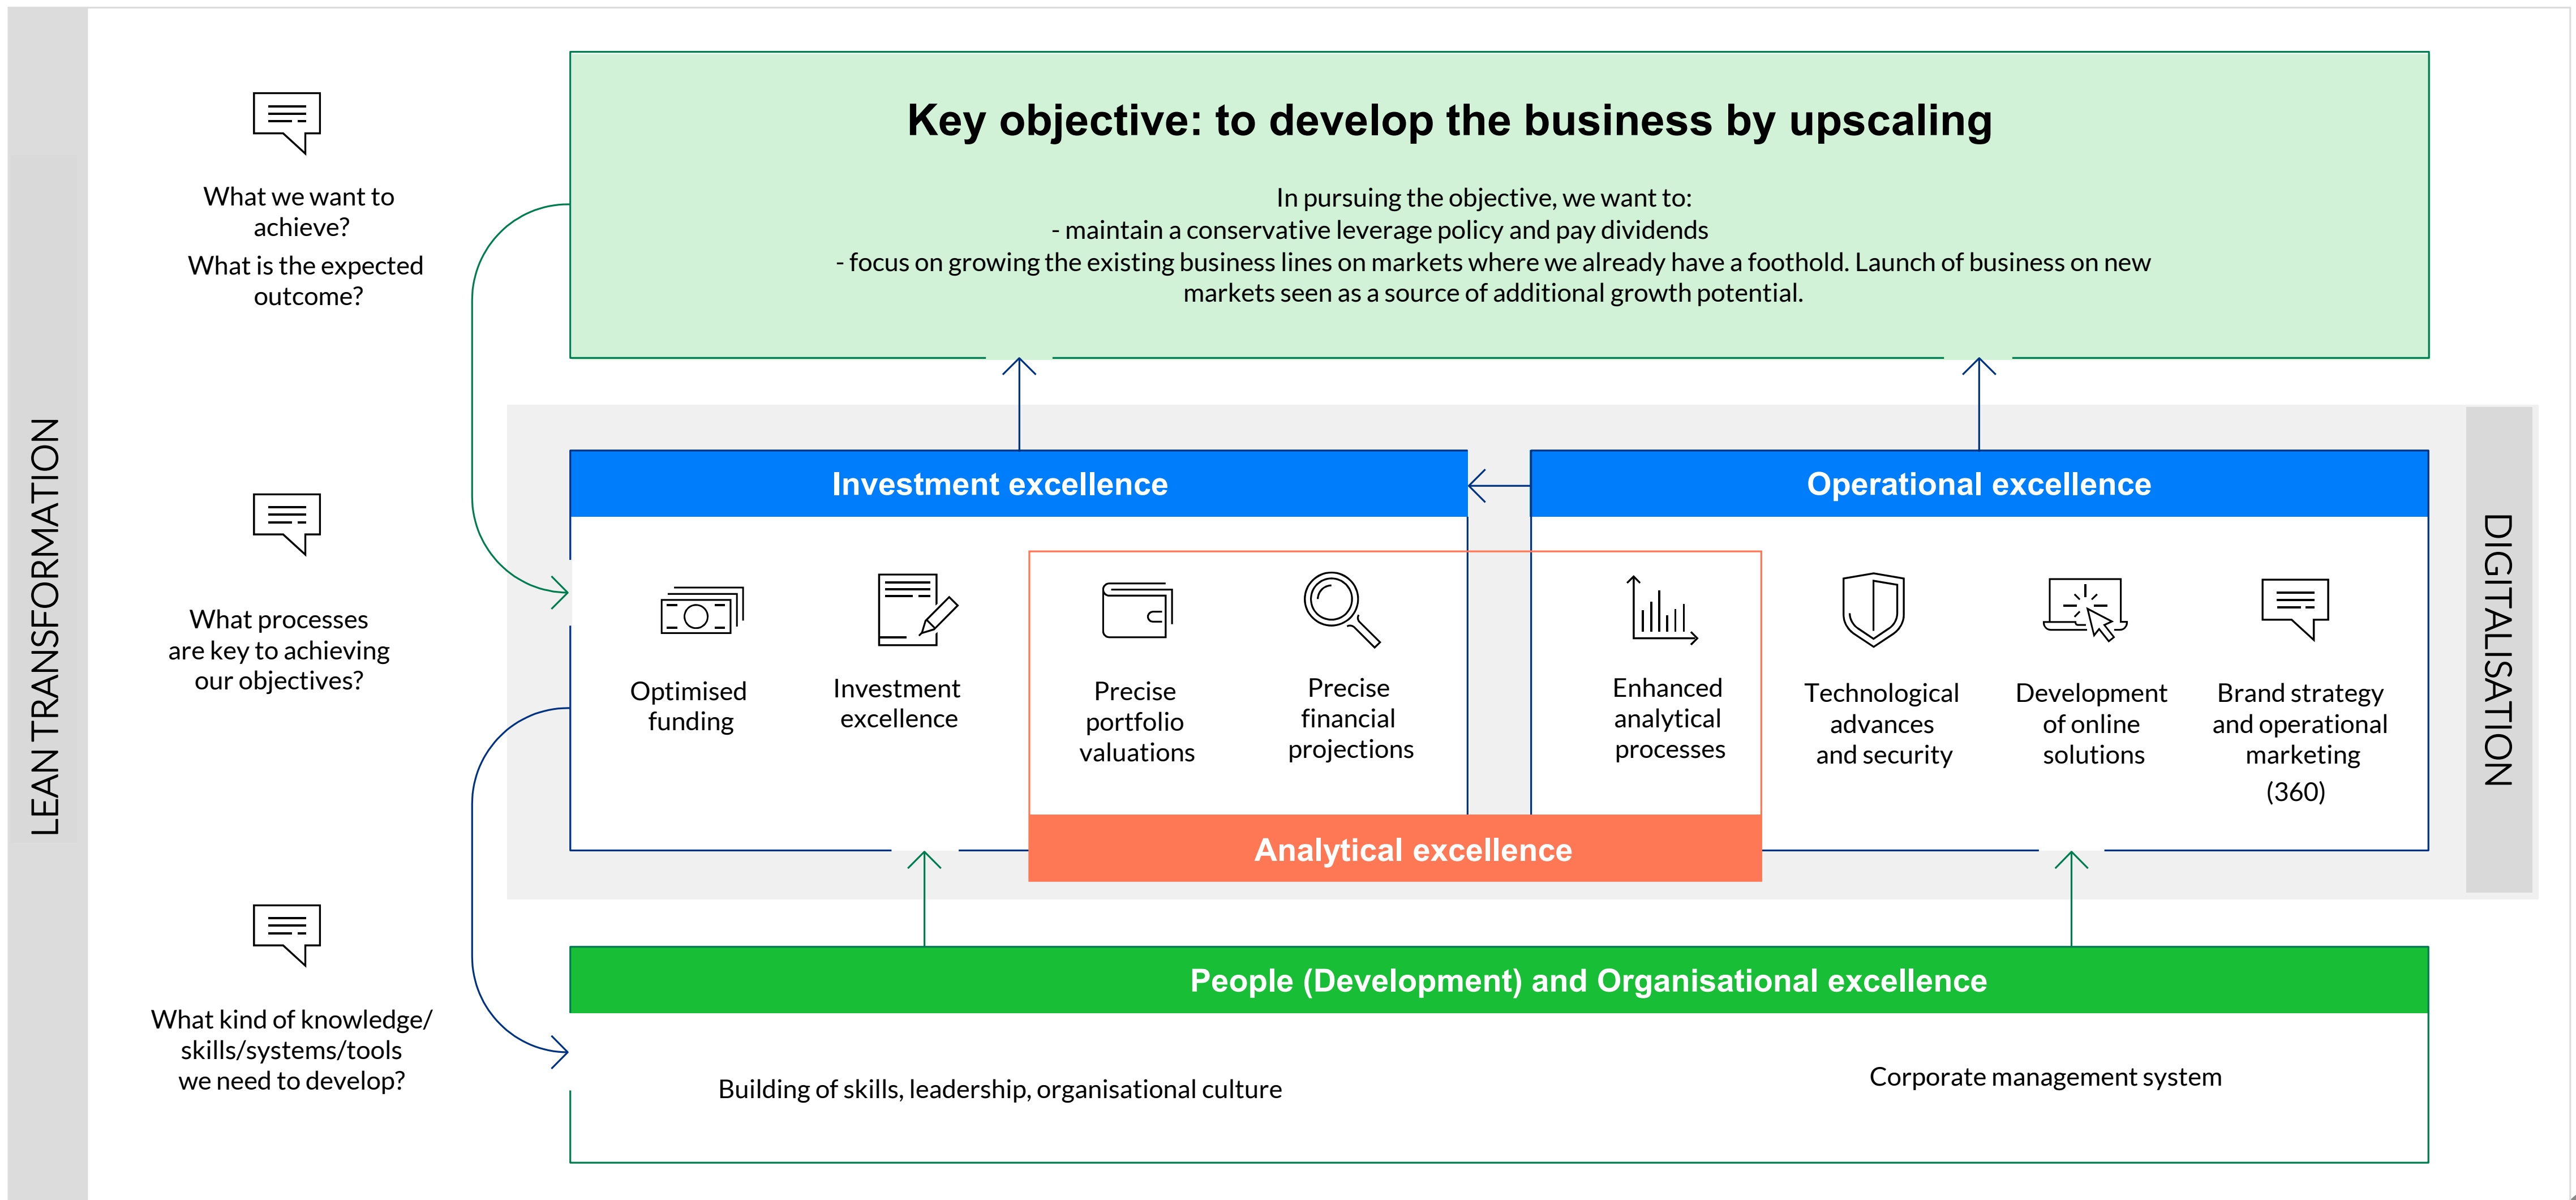 LEAN TRANSFORMATION
What we want to
achieve?
What is the expected
outcome?
Key objective: to develop the business by upscaling
In pursuing the objective, we want to:
- maintain a conservative leverage policy and pay dividends
- focus on growing the existing business lines on markets where we already have a foothold. Launch of business on new
markets seen as a source of additional growth potential.
What processes
are key to achieving
our objectives?
Investment excellence
Optimised
funding
Investment
excellence
Precise
portfolio
valuations
Precise
financial
projections
Operational excellence
Enhanced
analytical
processes
Technological
advances
and security
Development
of online
solutions
Brand strategy
and operational
marketing
(360)
Analytical excellence
DIGITALISATION
What kind of knowledge/
skills/systems/tools
we need to develop?
People (Development) and Organisational excellence
Building of skills, leadership, organisational culture
Corporate management system